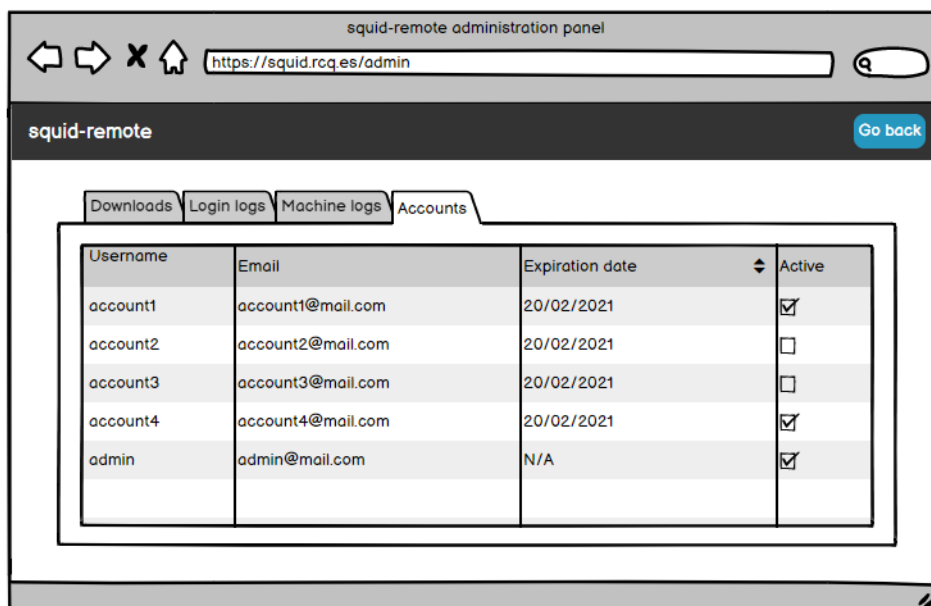 squid-remote administration panel
https://squid.rcq.es/admin
squid-remote
Go back
Downloads Login logs Machine logs Accounts
Username Email Expiration date Active
account1 account1@mail.com 20/02/2021
account2 account2@mail.com 20/02/2021
account3 account3@mail.com 20/02/2021
account4 account4@mail.com 20/02/2021
admin admin@mail.com N/A